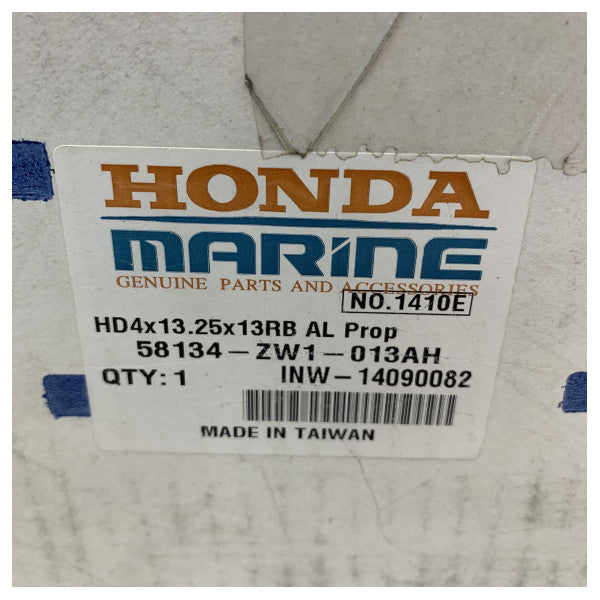 HONDA
MARINE
GENUINE PARTS AND ACCESSORIES
NO.1410E
HD4x13.25x13RB AL Prop
58134-ZW1-013AH
QTY: 1 INW-14090082
MADE IN TAIWAN